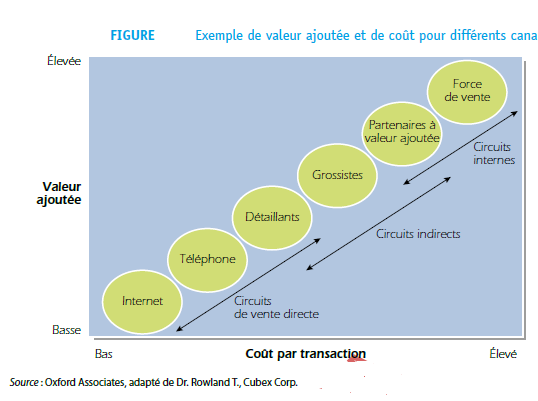 FIGURE Exemple de valeur ajoutée et de coût pour différents cana
Élevée
Force
de vente
Partenaires à
valeur ajoutée
Circuits
internes
Grossistes
Valeur
ajoutée
Détaillants
Circuits indirects
Téléphone
Internet
Circuits
de vente directe
Basse
Bas Coût par transaction Élevé
Source : Oxford Associates, adapté de Dr. Rowland T., Cubex Corp.